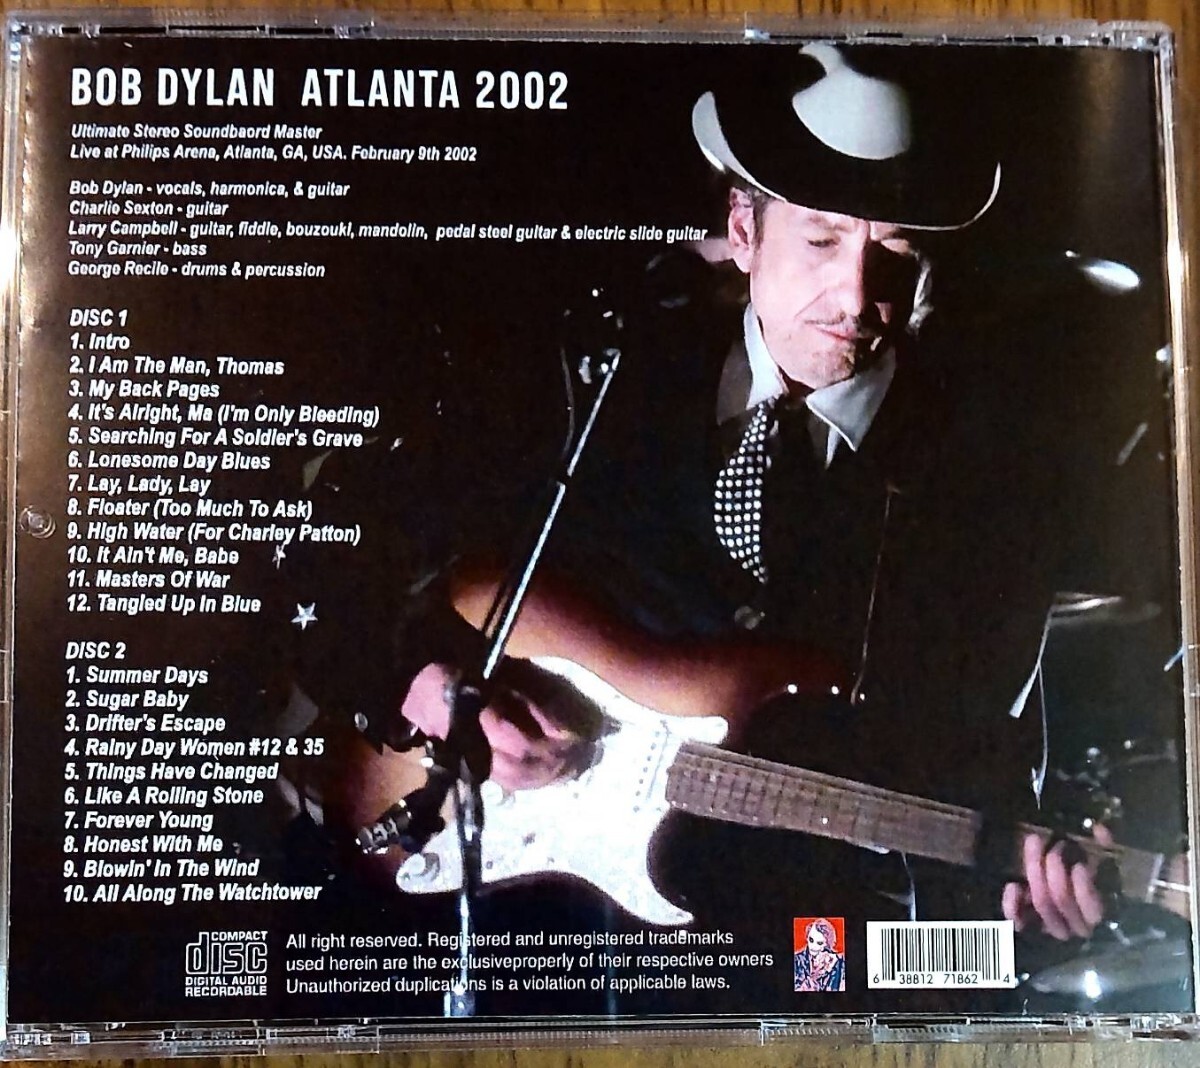 BOB DYLAN ATLANTA 2002
Ultimate Stereo Soundbaord Master
Live at Philips Arena, Atlanta, GA, USA. February 9th 2002
Bob Dylan - vocals, harmonica, & guitar
Charlie Sexton - guitar
Larry Campbell - guitar, fiddle, bouzouki, mandolin, pedal steel guitar & electric slide guitar
Tony Garnier - bass
George Recile - drums & percussion
DISC 1
1. Intro
2. I Am The Man, Thomas
3. My Back Pages
4. It's Alright, Ma (I'm Only Bleeding)
5. Searching For A Soldier's Grave
6. Lonesome Day Blues
7. Lay, Lady, Lay
8. Floater (Too Much To Ask)
9. High Water (For Charley Patton)
10. It Ain't Me, Babe
11. Masters Of War
12. Tangled Up In Blue
DISC 2
1. Summer Days
2. Sugar Baby
3. Drifter's Escape
4. Rainy Day Women #12 & 35
5. Things Have Changed
6. Like A Rolling Stone
7. Forever Young
8. Honest With Me
9. Blowin' In The Wind
10. All Along The Watchtower
COMPACT
disc
DIGITAL AUDIO
RECORDABLE
All right reserved. Registered and unregistered trademarks
used herein are the exclusiveproperly of their respective owners
Unauthorized duplications is a violation of applicable laws.
6 38812 71862 4